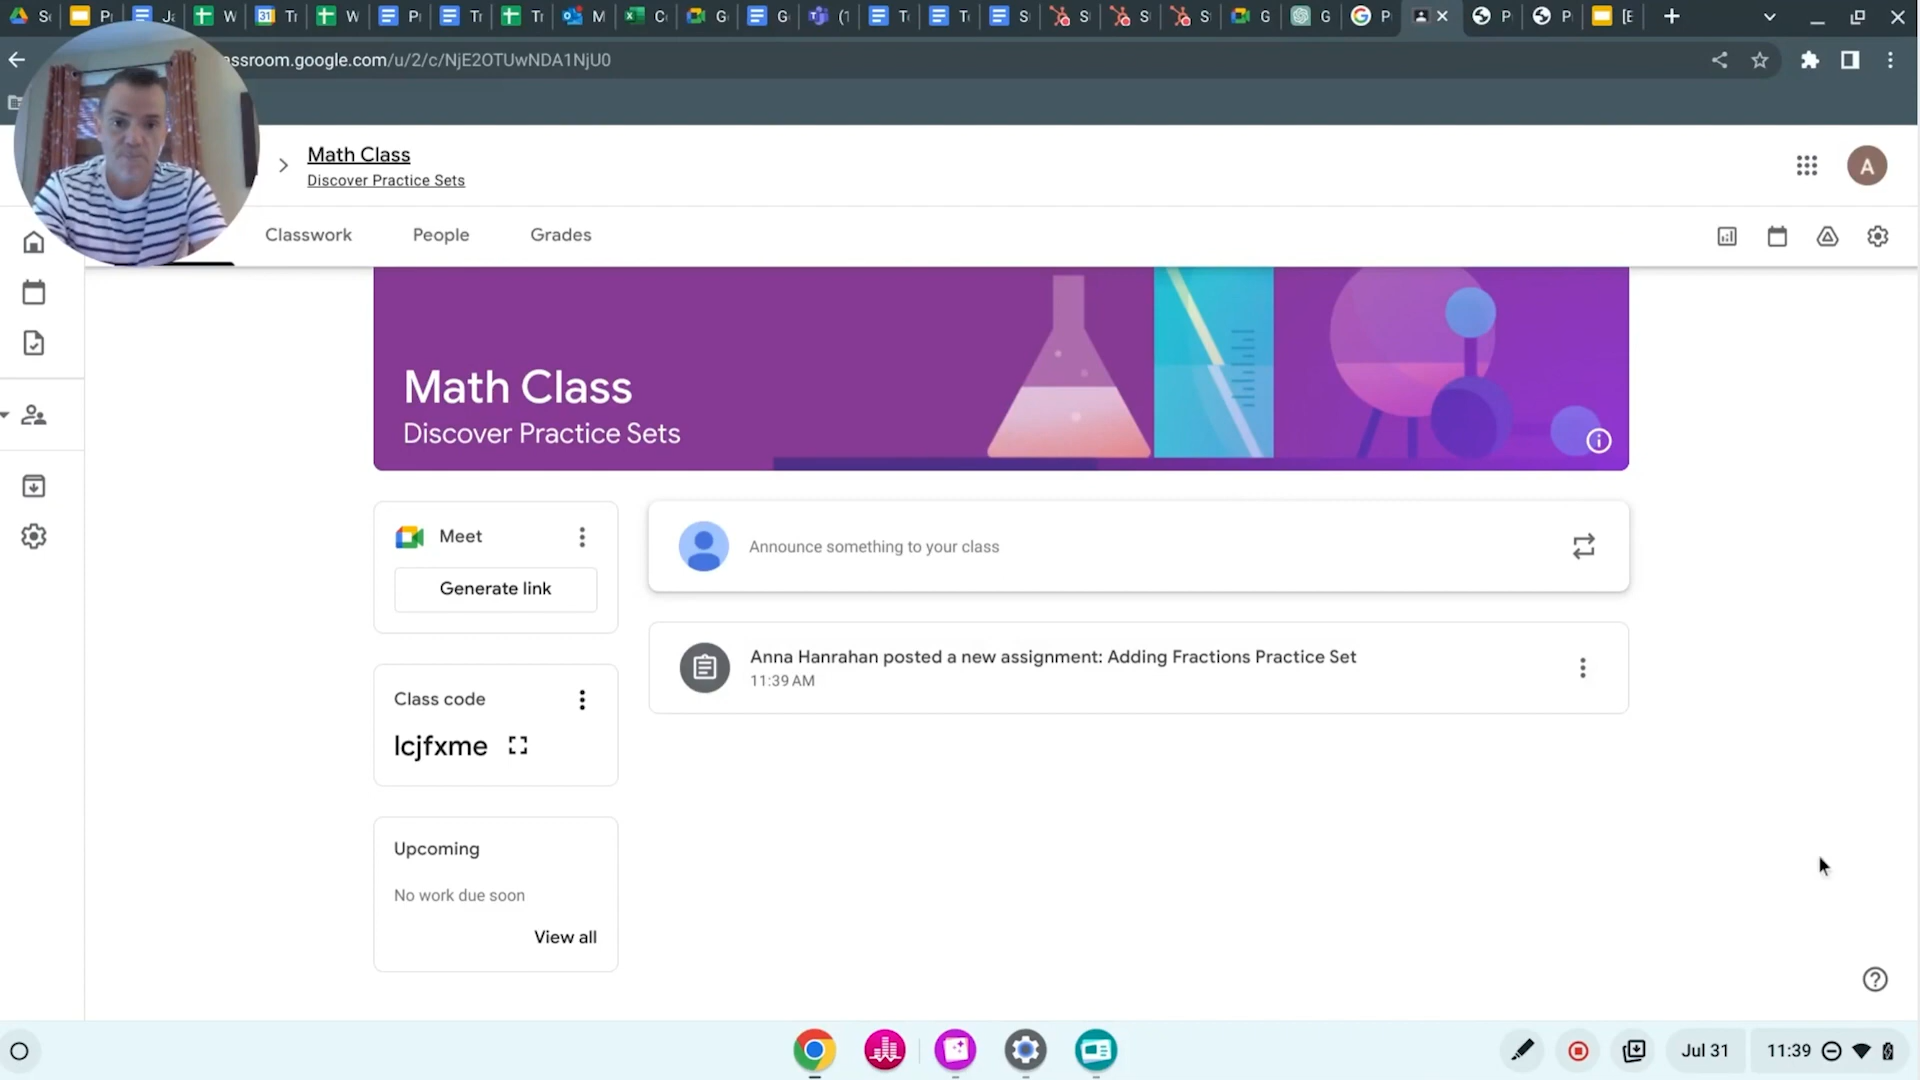 assroom.google.com/u/2/c/NjE2OTUwNDA1NjU0
Math Class
Discover Practice Sets
A
Classwork
People
Grades
Math Class
Discover Practice Sets
Meet
Generate link
Announce something to your class
Anna Hanrahan posted a new assignment: Adding Fractions Practice Set
11:39 AM
Class code
lcjfxme
Upcoming
No work due soon
View all
Jul 31
11:39